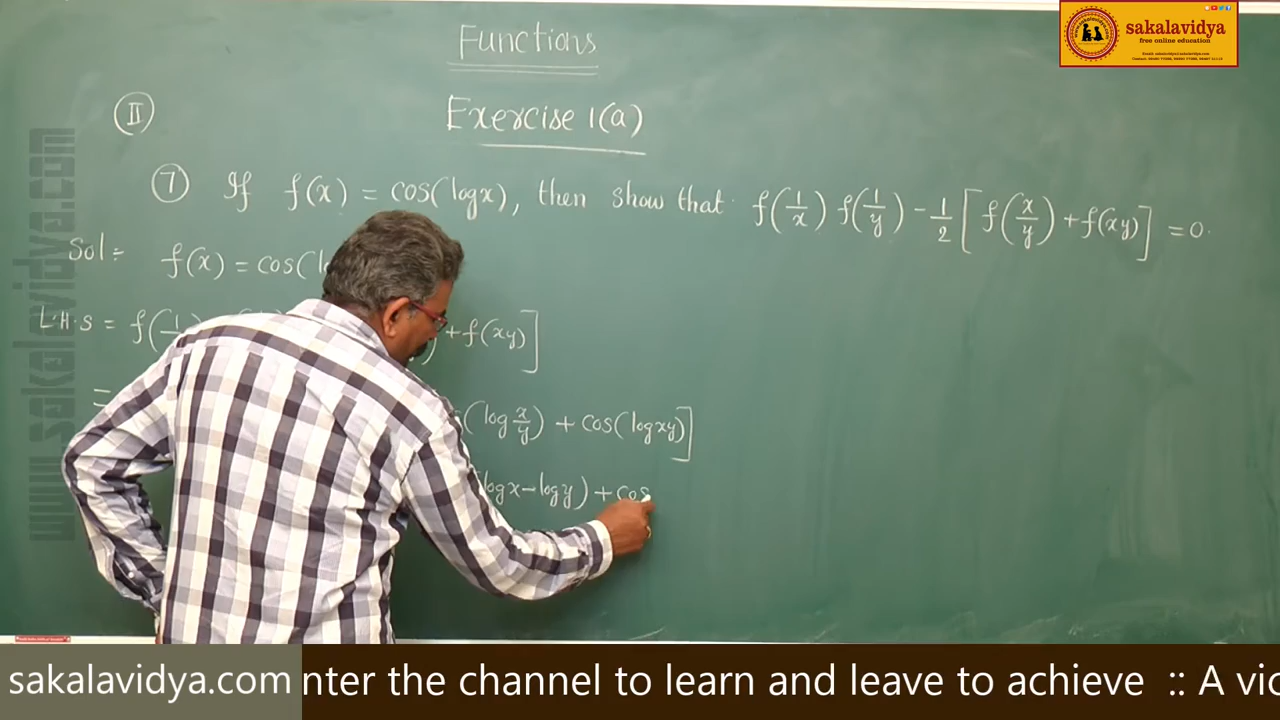 sakalavidya
free online education
Functions
II Exercise 1(a)
7 If f(x) = cos(log x), then show that f(1/x) f(1/y) - 1/2 [f(x/y) + f(xy)] = 0.
Sol:- f(x) = cos(
L.H.S = f( + f(xy)]
= (log x/y) + cos(log xy)]
log x - log y) + cos
www.sakalavidya.com
sakalavidya.com nter the channel to learn and leave to achieve :: A vic